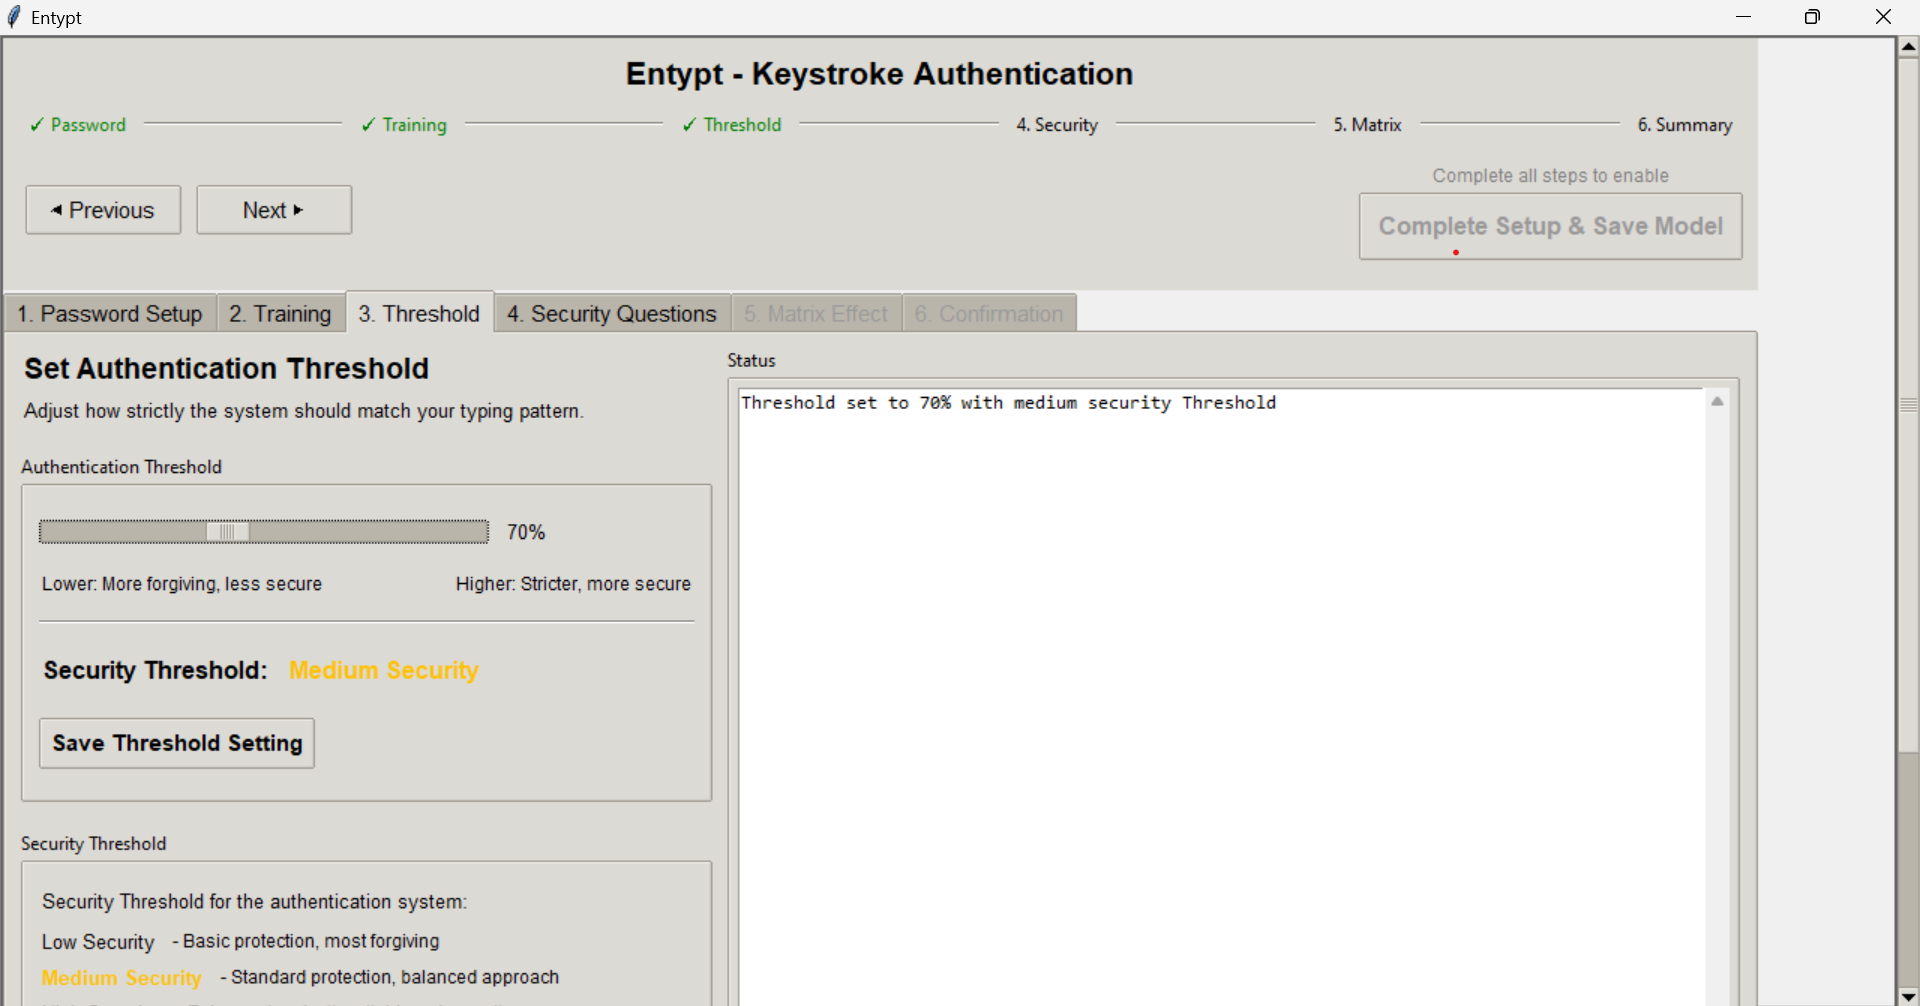 Entypt
Entypt - Keystroke Authentication
✓ Password
✓ Training
✓ Threshold
4. Security
5. Matrix
6. Summary
Complete all steps to enable
Previous
Next
Complete Setup & Save Model
1. Password Setup
2. Training
3. Threshold
4. Security Questions
5. Matrix Effect
6. Confirmation
Set Authentication Threshold
Adjust how strictly the system should match your typing pattern.
Authentication Threshold
70%
Lower: More forgiving, less secure
Higher: Stricter, more secure
Security Threshold: Medium Security
Save Threshold Setting
Security Threshold
Security Threshold for the authentication system:
Low Security - Basic protection, most forgiving
Medium Security - Standard protection, balanced approach
Status
Threshold set to 70% with medium security Threshold